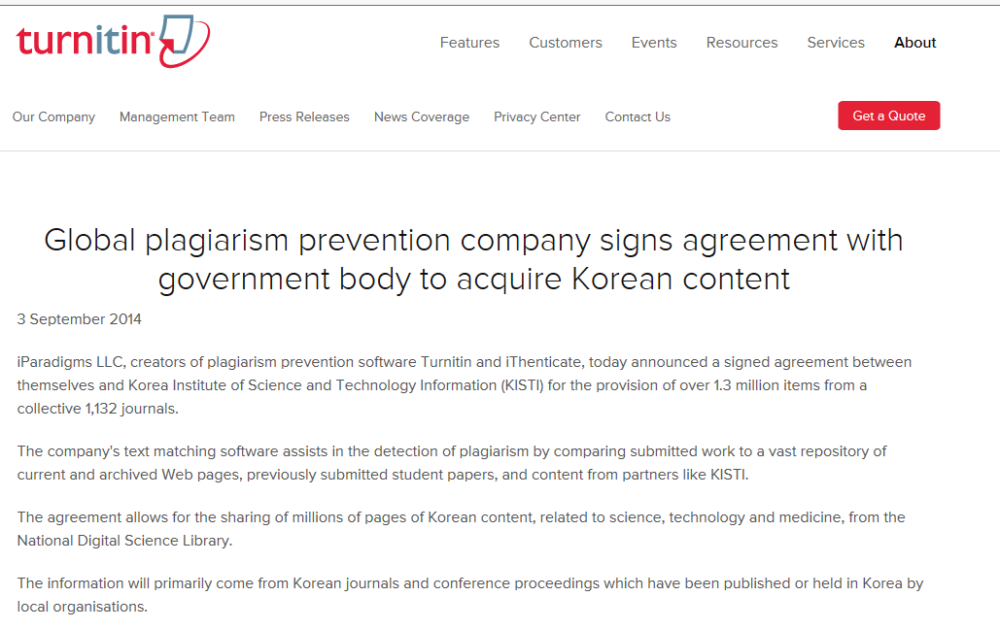 turnitin
Features Customers Events Resources Services About
Our Company Management Team Press Releases News Coverage Privacy Center Contact Us Get a Quote
Global plagiarism prevention company signs agreement with
government body to acquire Korean content
3 September 2014
iParadigms LLC, creators of plagiarism prevention software Turnitin and iThenticate, today announced a signed agreement between
themselves and Korea Institute of Science and Technology Information (KISTI) for the provision of over 1.3 million items from a
collective 1,132 journals.
The company's text matching software assists in the detection of plagiarism by comparing submitted work to a vast repository of
current and archived Web pages, previously submitted student papers, and content from partners like KISTI.
The agreement allows for the sharing of millions of pages of Korean content, related to science, technology and medicine, from the
National Digital Science Library.
The information will primarily come from Korean journals and conference proceedings which have been published or held in Korea by
local organisations.